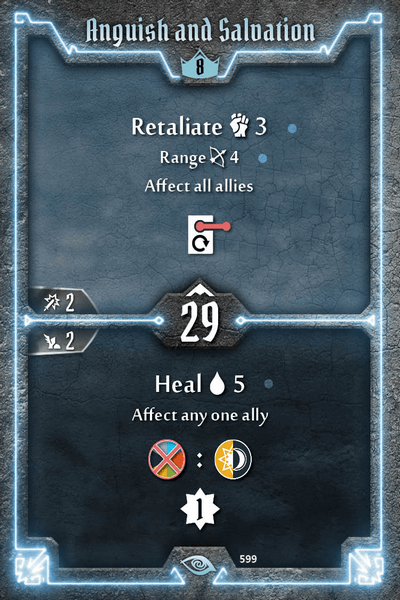 Anguish and Salvation
8
Retaliate 3
Range 4
Affect all allies
2
29
2
Heal 5
Affect any one ally
:
1
599